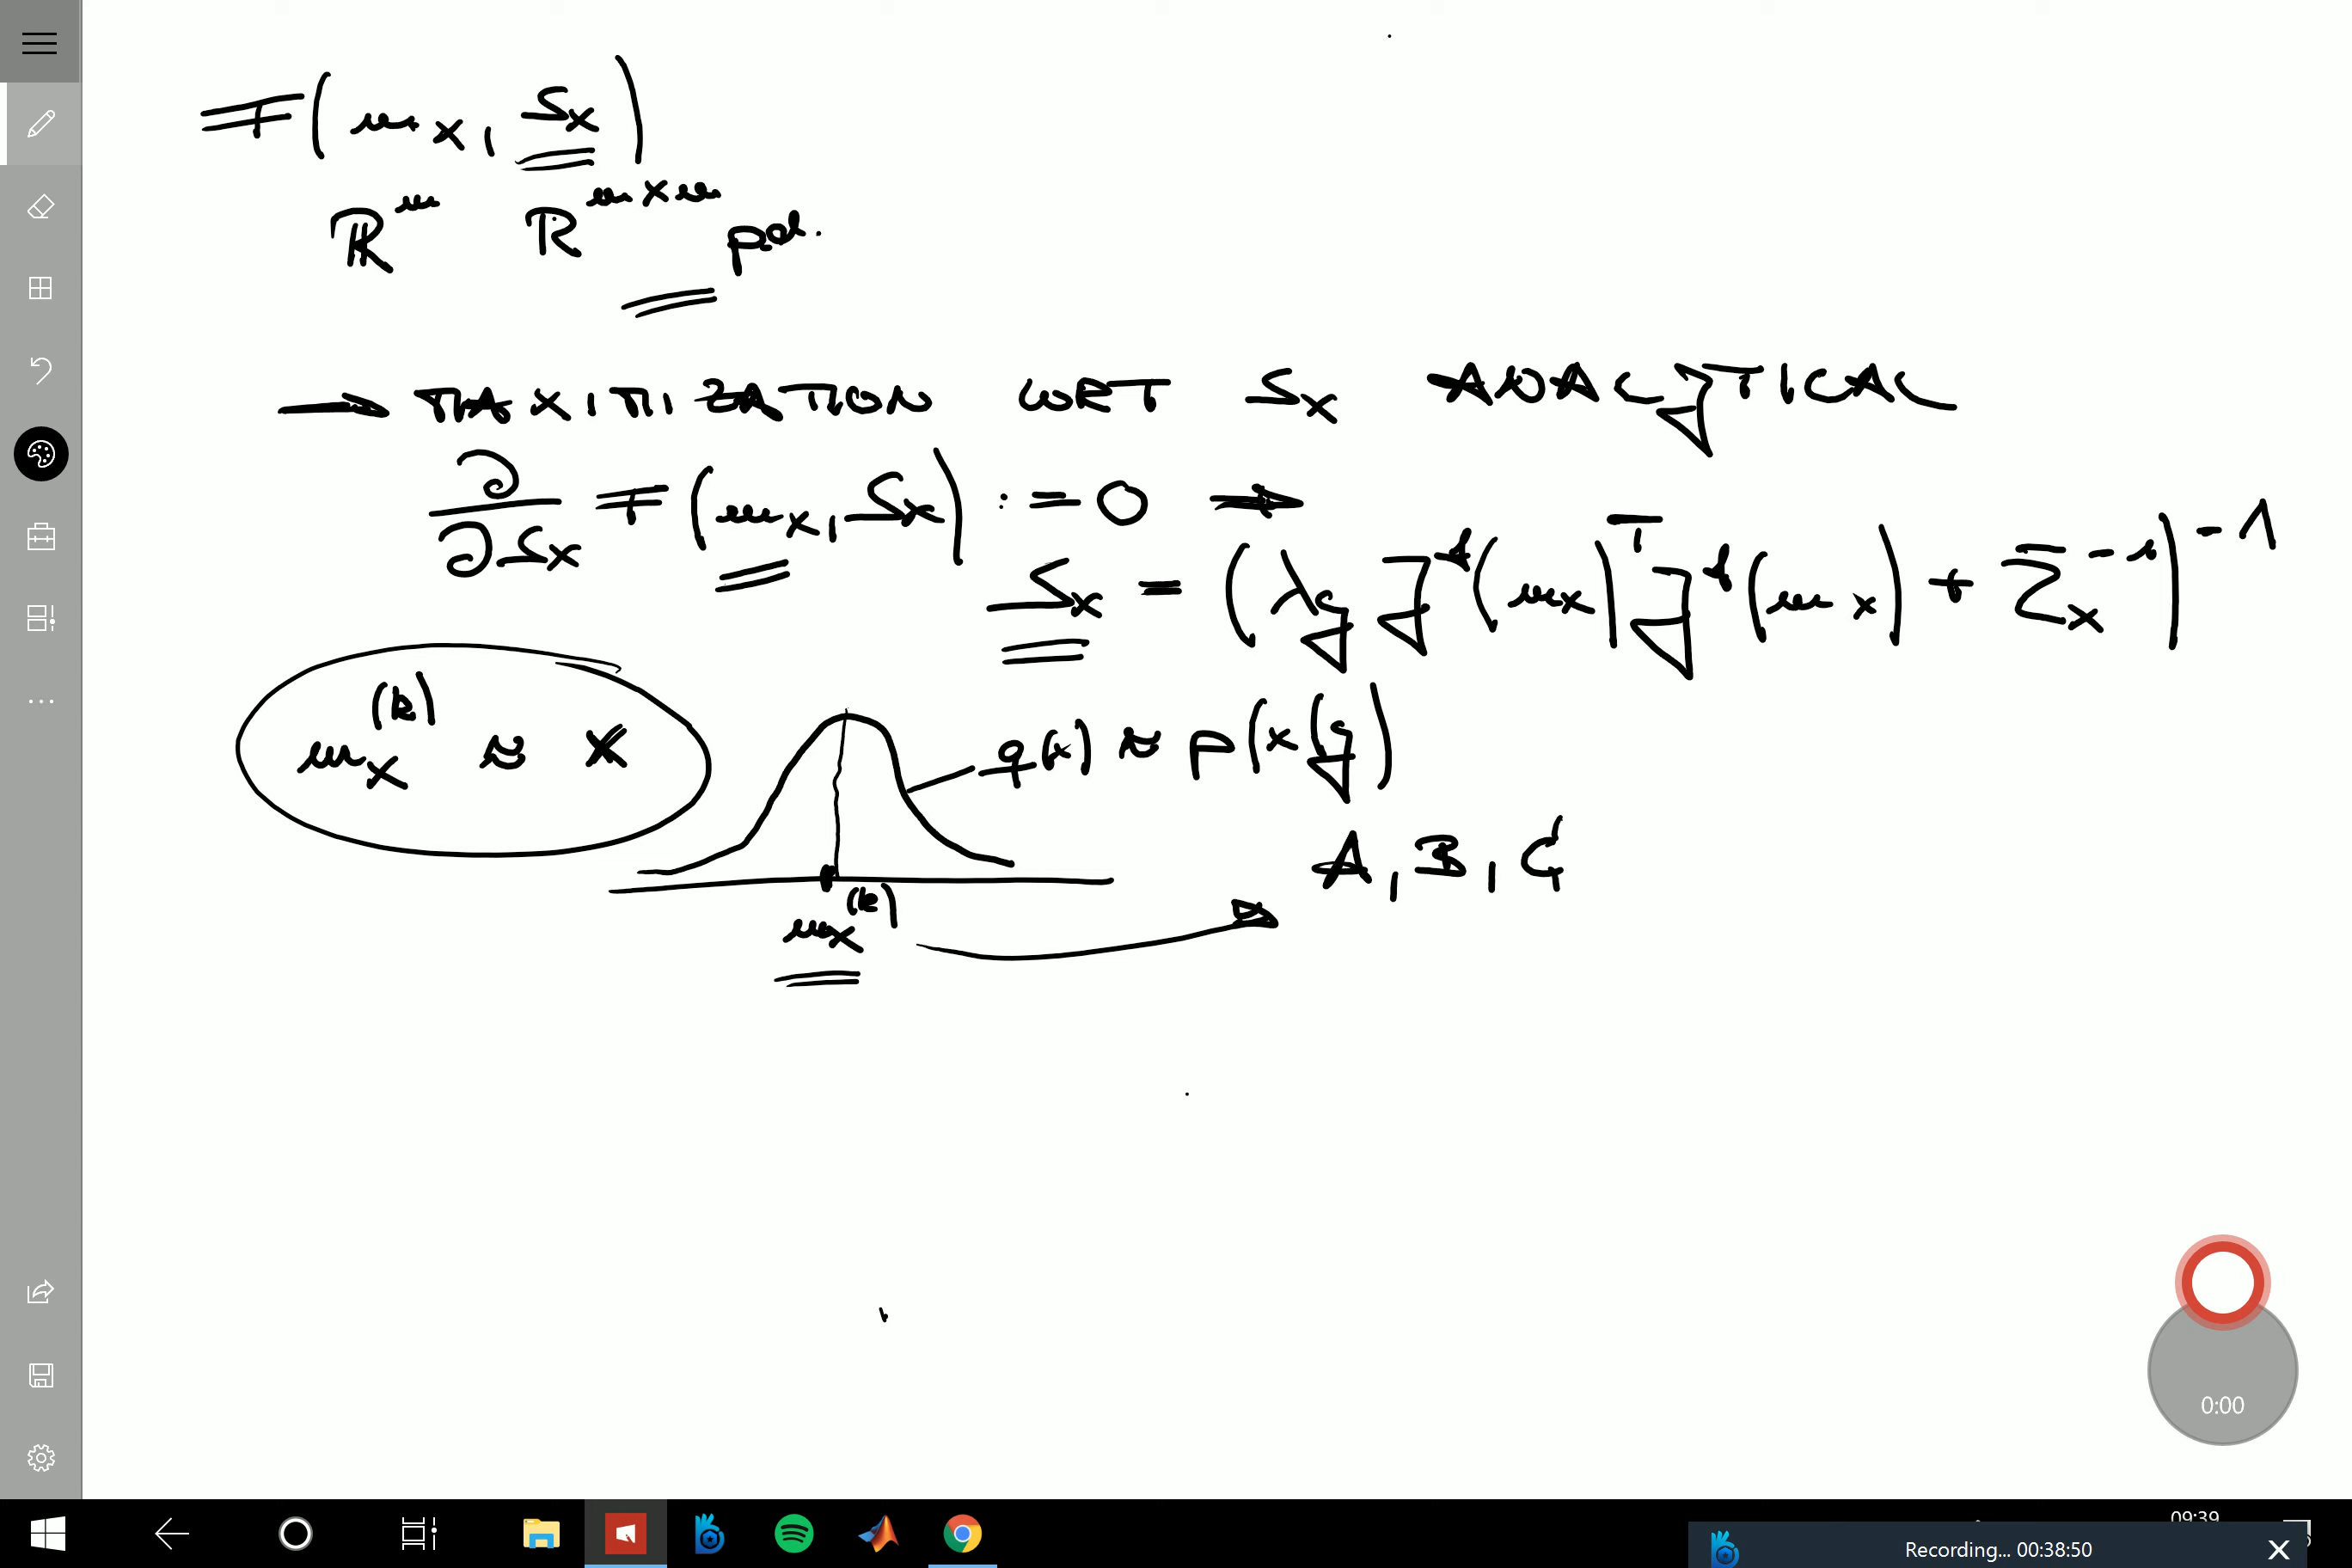 F(m_x, S_x)
ℝ^m ℝ^{m×m} pd.
→ MAXIMIZATION WRT S_x ANALYTICAL
∂/∂S_x F(m_x, S_x) := 0 ⇒
S_x = (λ_y J^f(m_x)^T J^f(m_x) + Σ_x^{-1})^{-1}
m_x^{(k)} ≈ x
q(x) ≈ p(x|y)
A, B, C
m_x^{(k)}
0:00
09:39
Recording... 00:38:50